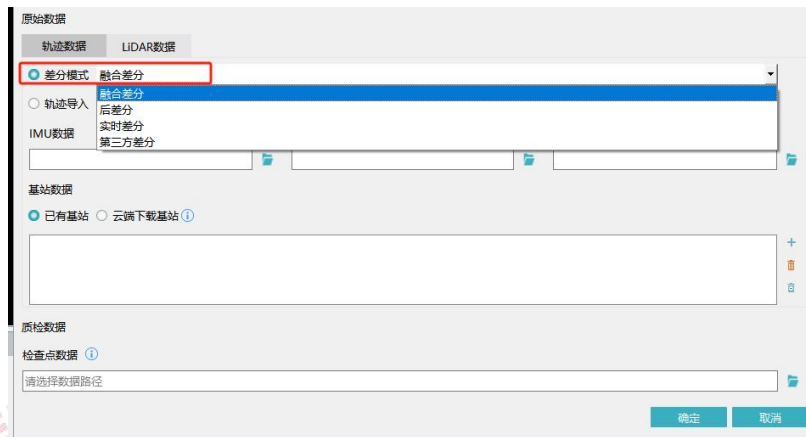 原始数据
轨迹数据 LiDAR数据
差分模式 融合差分
融合差分
轨迹导入
后差分
实时差分
IMU数据
第三方差分
基站数据
已有基站 云端下载基站
质检数据
检查点数据
请选择数据路径
确定 取消